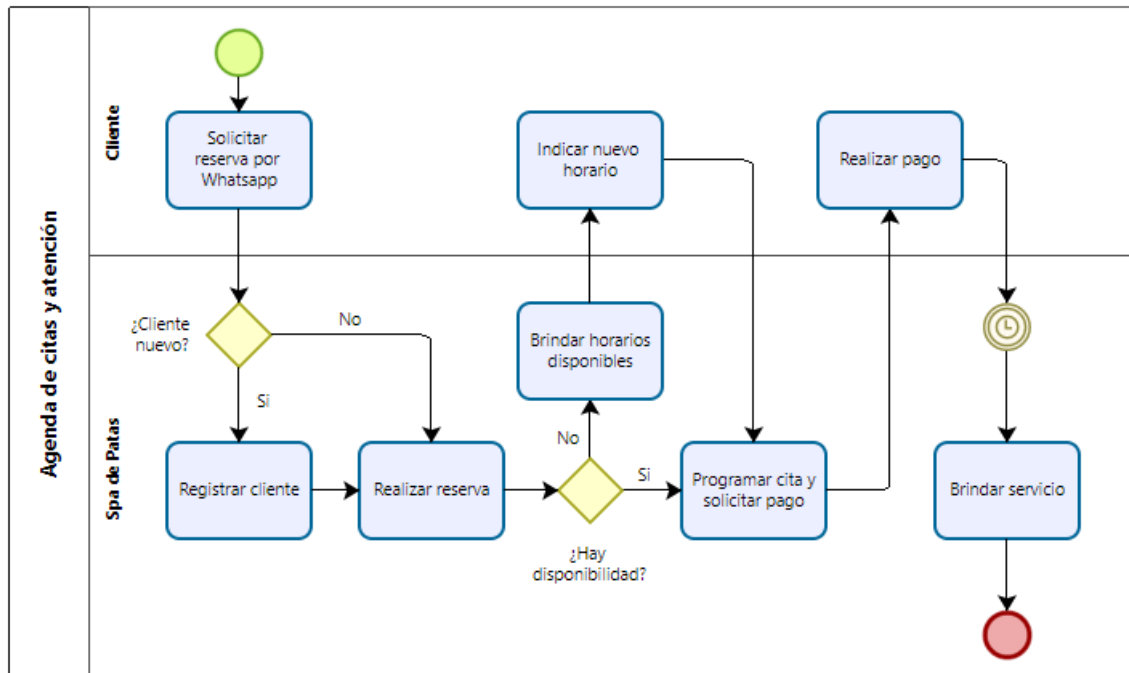 Agenda de citas y atención
Cliente
Solicitar
reserva por
Whatsapp
Indicar nuevo
horario
Realizar pago
Spa de Patas
¿Cliente
nuevo?
No
Si
Brindar horarios
disponibles
No
Registrar cliente
Realizar reserva
Si
¿Hay
disponibilidad?
Programar cita y
solicitar pago
Brindar servicio